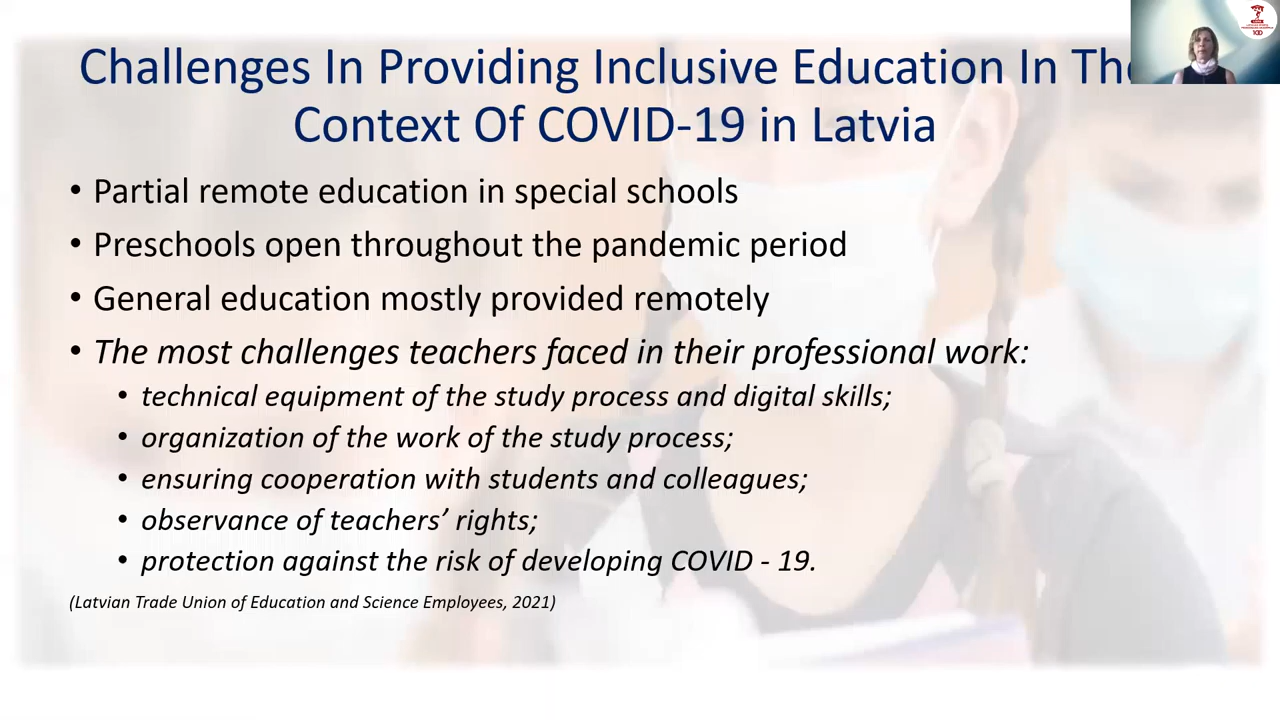 Challenges In Providing Inclusive Education In The
Context Of COVID-19 in Latvia
• Partial remote education in special schools
• Preschools open throughout the pandemic period
• General education mostly provided remotely
• The most challenges teachers faced in their professional work:
• technical equipment of the study process and digital skills;
• organization of the work of the study process;
• ensuring cooperation with students and colleagues;
• observance of teachers’ rights;
• protection against the risk of developing COVID - 19.
(Latvian Trade Union of Education and Science Employees, 2021)
100